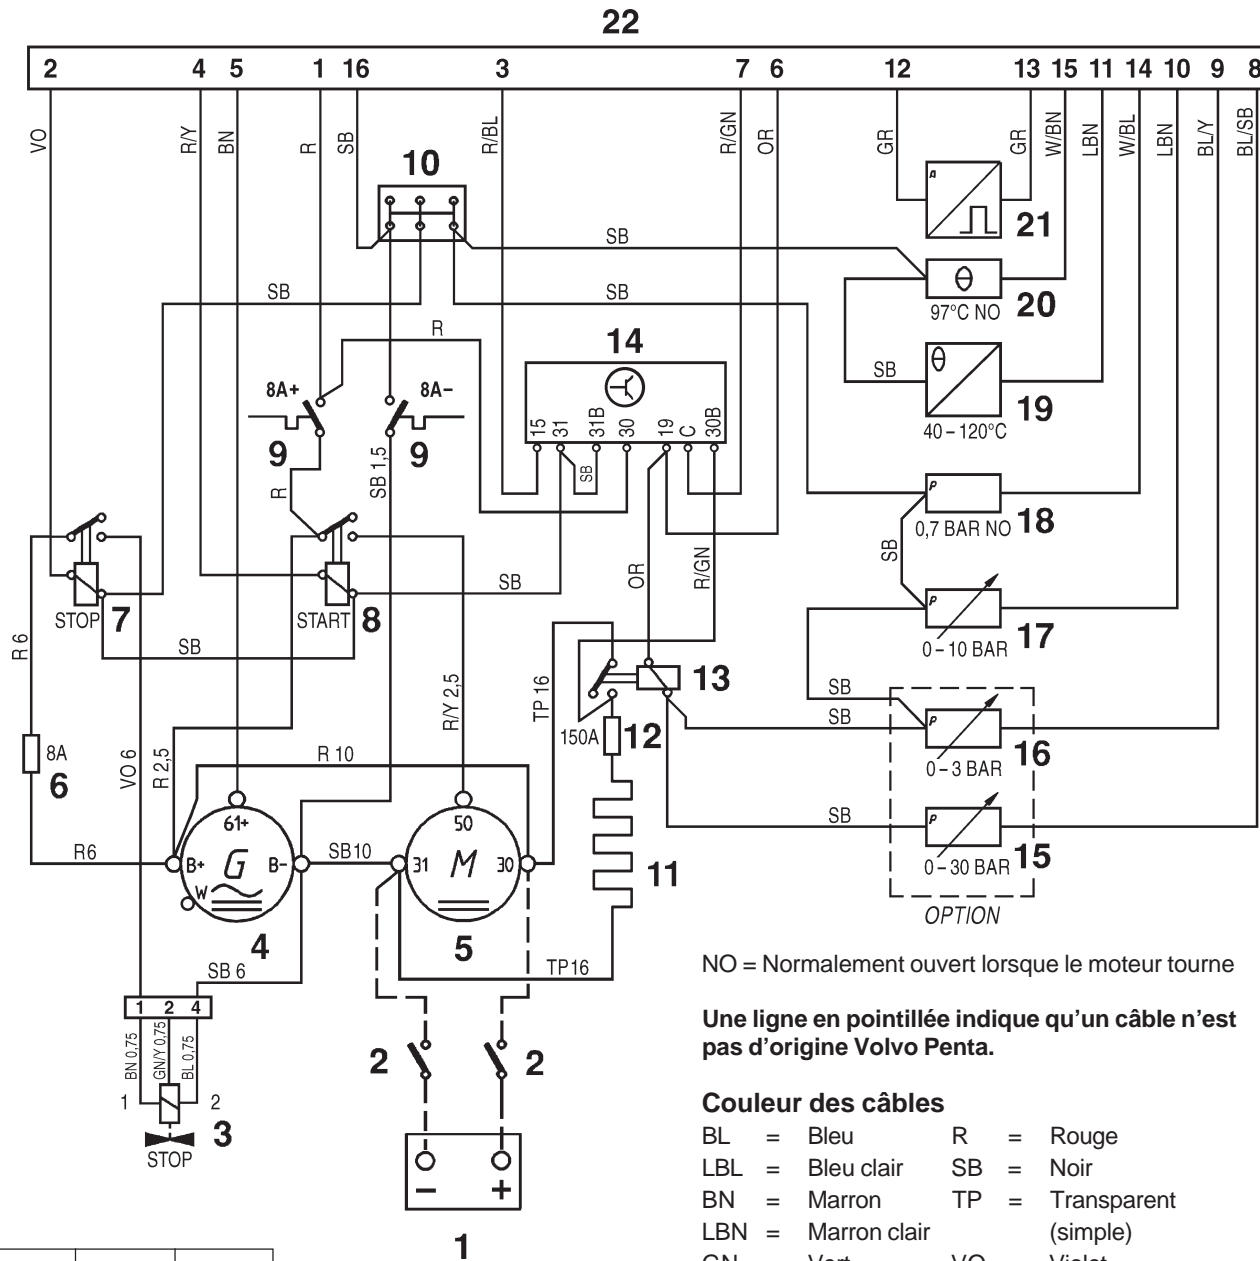 22
2 4 5 1 16 3 7 6 12 13 15 11 14 10 9 8
VO R/Y BN R SB R/BL R/GN OR GR GR W/BN LBN W/BL LBN BL/Y BL/SB
10
21
SB
SB
SB
97°C NO
20
R
14
8A+
8A–
15 31 31B 30 19 C 30B
SB
19
40–120°C
9
9
SB
R
SB 1,5
18
0,7 BAR NO
SB
OR
R/GN
STOP
7
START
8
SB
17
0–10 BAR
R 6
SB
13
SB
TP 16
R/Y 2,5
150A
12
SB
16
0–3 BAR
8A
6
VO 6
R 2,5
R 10
61+
50
SB
15
0–30 BAR
R6
B+
G
B-
SB10
31
M
30
11
W
OPTION
4
5
SB 6
TP16
NO = Normalement ouvert lorsque le moteur tourne
1 2 4
Une ligne en pointillée indique qu'un câble n'est
pas d'origine Volvo Penta.
BN 0,75
GN/Y 0,75
BL 0,75
2
2
1
2
3
STOP
Couleur des câbles
BL = Bleu R = Rouge
LBL = Bleu clair SB = Noir
BN = Marron TP = Transparent
LBN = Marron clair (simple)
–
+
1